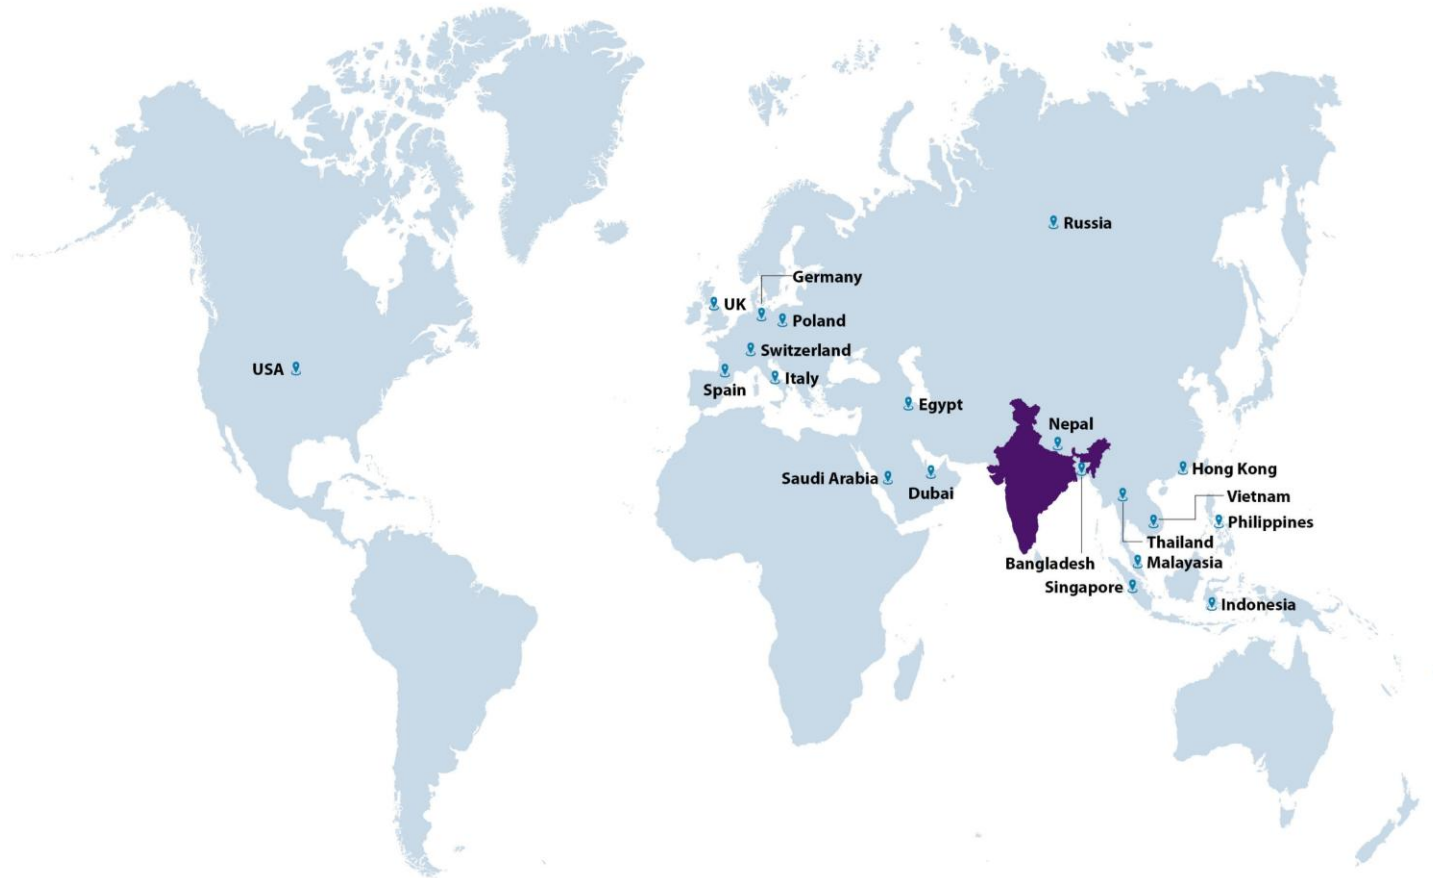 Russia
Germany
UK
Poland
Switzerland
USA
Italy
Spain
Egypt
Nepal
Hong Kong
Saudi Arabia
Dubai
Vietnam
Philippines
Thailand
Bangladesh
Malayasia
Singapore
Indonesia